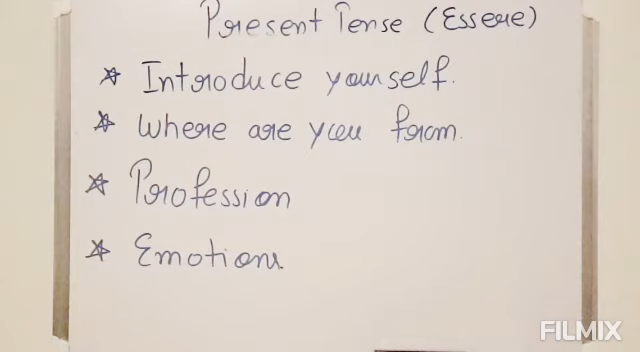 Present Tense (Essere)
* Introduce yourself.
* Where are you from.
* Profession
* Emotions
FILMIX